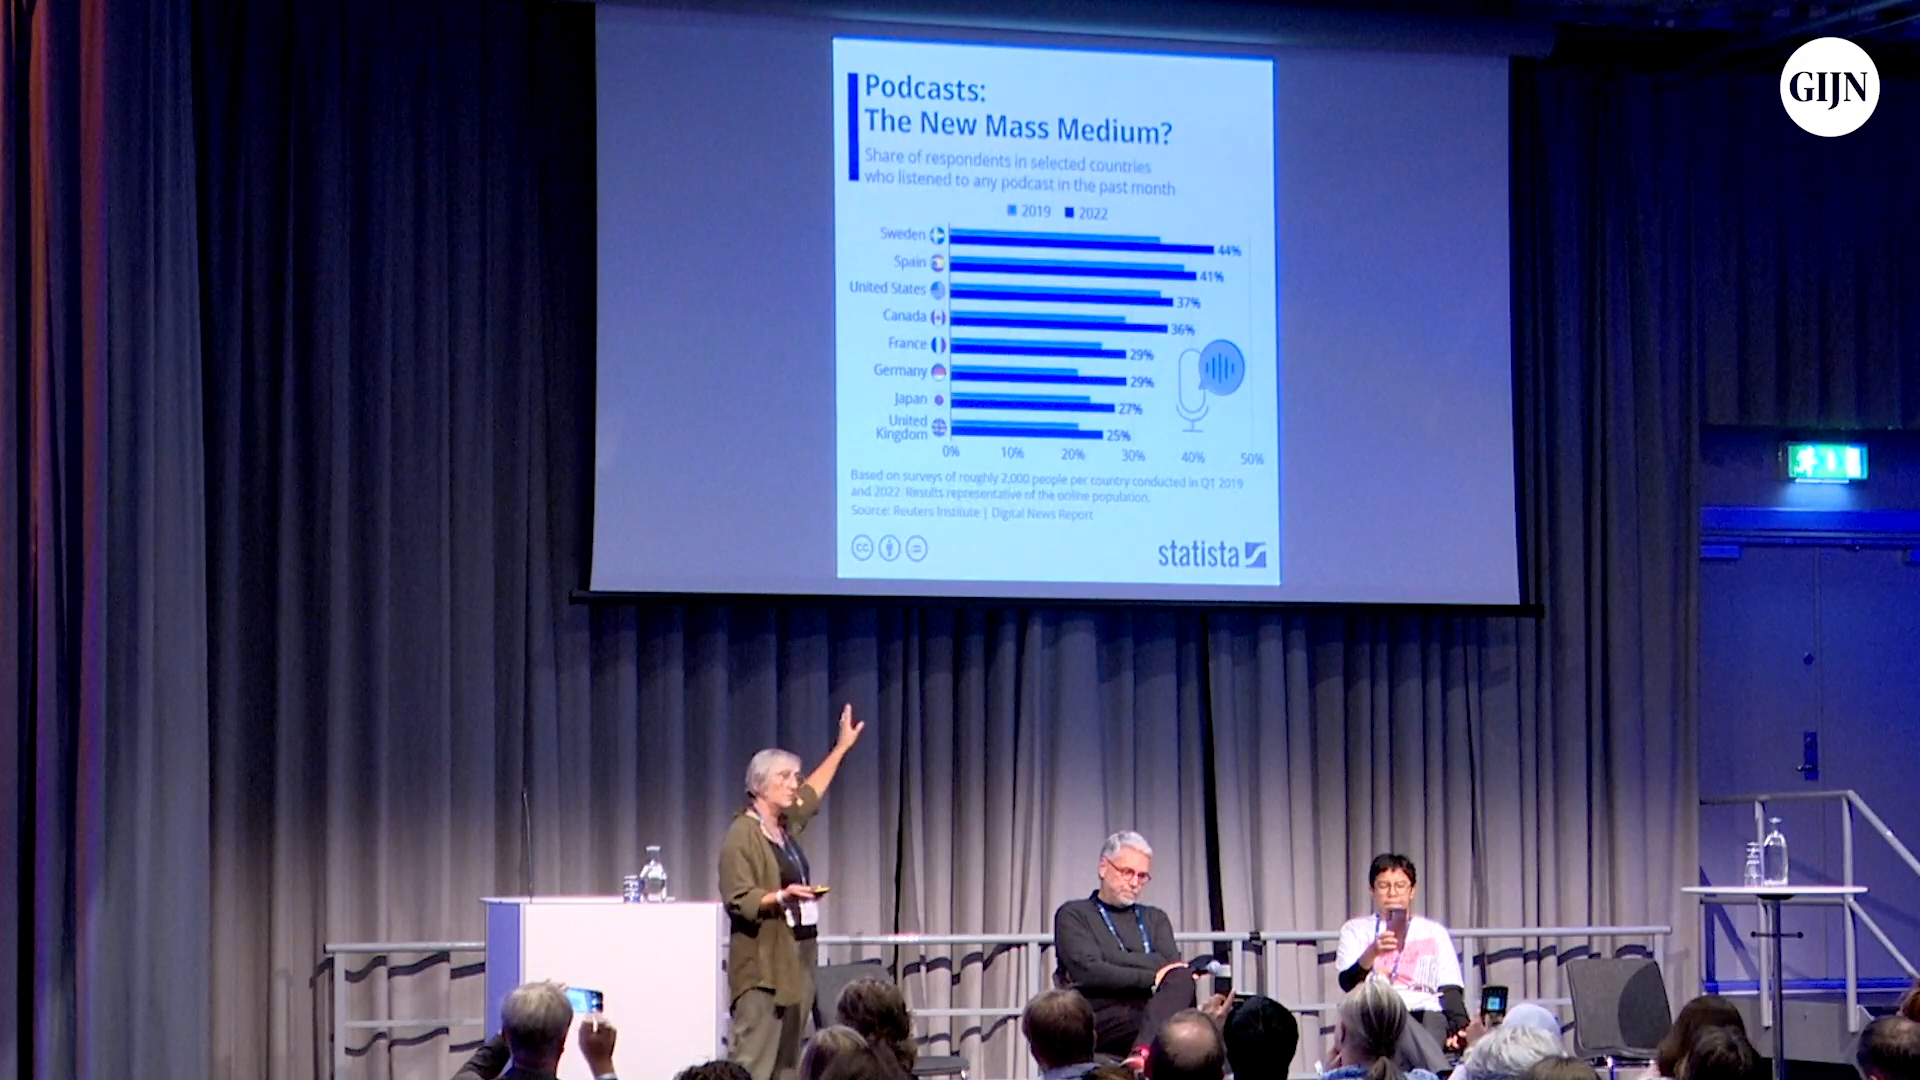 GIJN
Podcasts:
The New Mass Medium?
Share of respondents in selected countries
who listened to any podcast in the past month
2019 2022
Sweden 44%
Spain 41%
United States 37%
Canada 36%
France 29%
Germany 29%
Japan 27%
United
Kingdom 25%
0% 10% 20% 30% 40% 50%
Based on surveys of roughly 2,000 people per country conducted in Q1 2019
and 2022. Results representative of the online population.
Source: Reuters Institute | Digital News Report
cc
statista